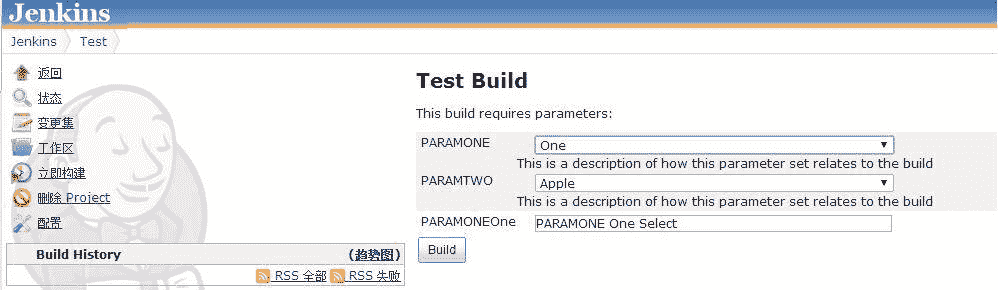 Jenkins
Jenkins Test
返回
状态
变更集
工作区
立即构建
删除 Project
配置
Build History (趋势图)
RSS 全部 RSS 失败
Test Build
This build requires parameters:
PARAMONE One
This is a description of how this parameter set relates to the build
PARAMTWO Apple
This is a description of how this parameter set relates to the build
PARAMONEOne PARAMONE One Select
Build